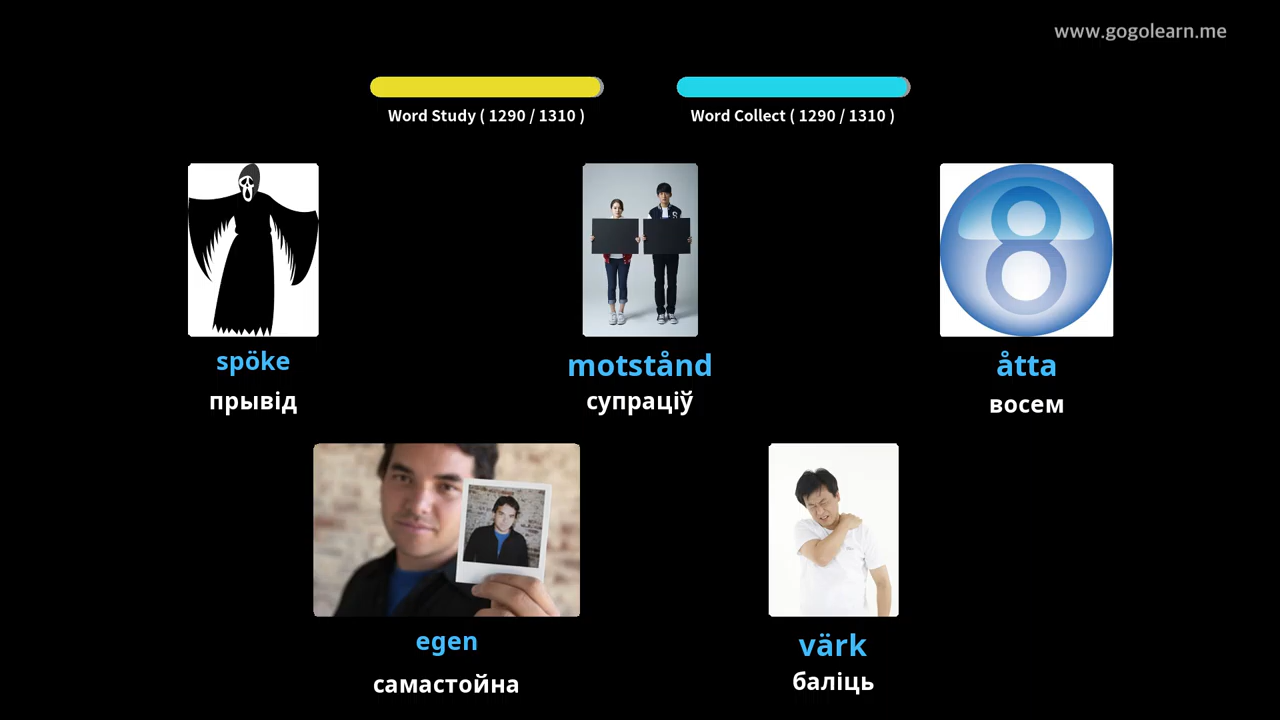 www.gogolearn.me
Word Study ( 1290 / 1310 )
Word Collect ( 1290 / 1310 )
8
spöke
motstånd
åtta
прывід
супраціў
восем
egen
värk
самастойна
баліць